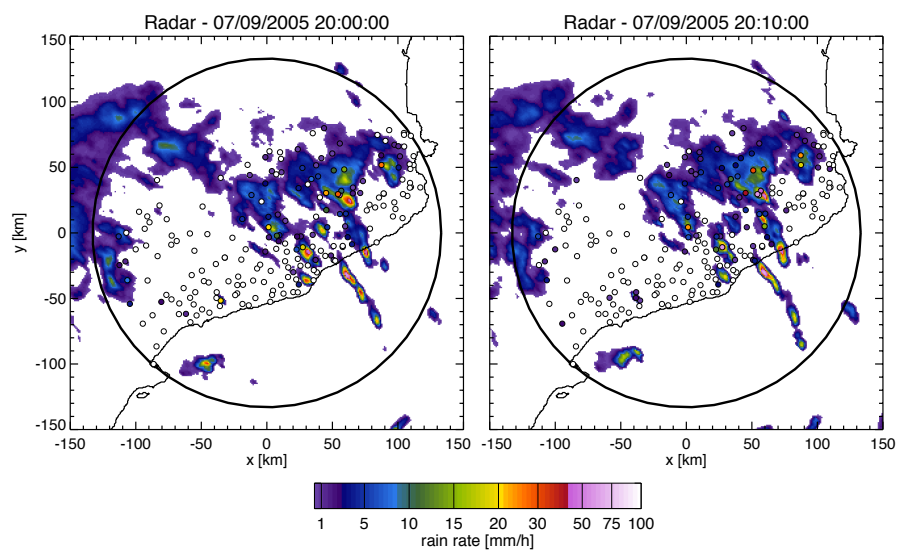 Radar - 07/09/2005 20:00:00
Radar - 07/09/2005 20:10:00
150
100
50
0
-50
-100
-150
y [km]
-150 -100 -50 0 50 100 150
-150 -100 -50 0 50 100 150
x [km]
x [km]
1 5 10 15 20 30 50 75 100
rain rate [mm/h]